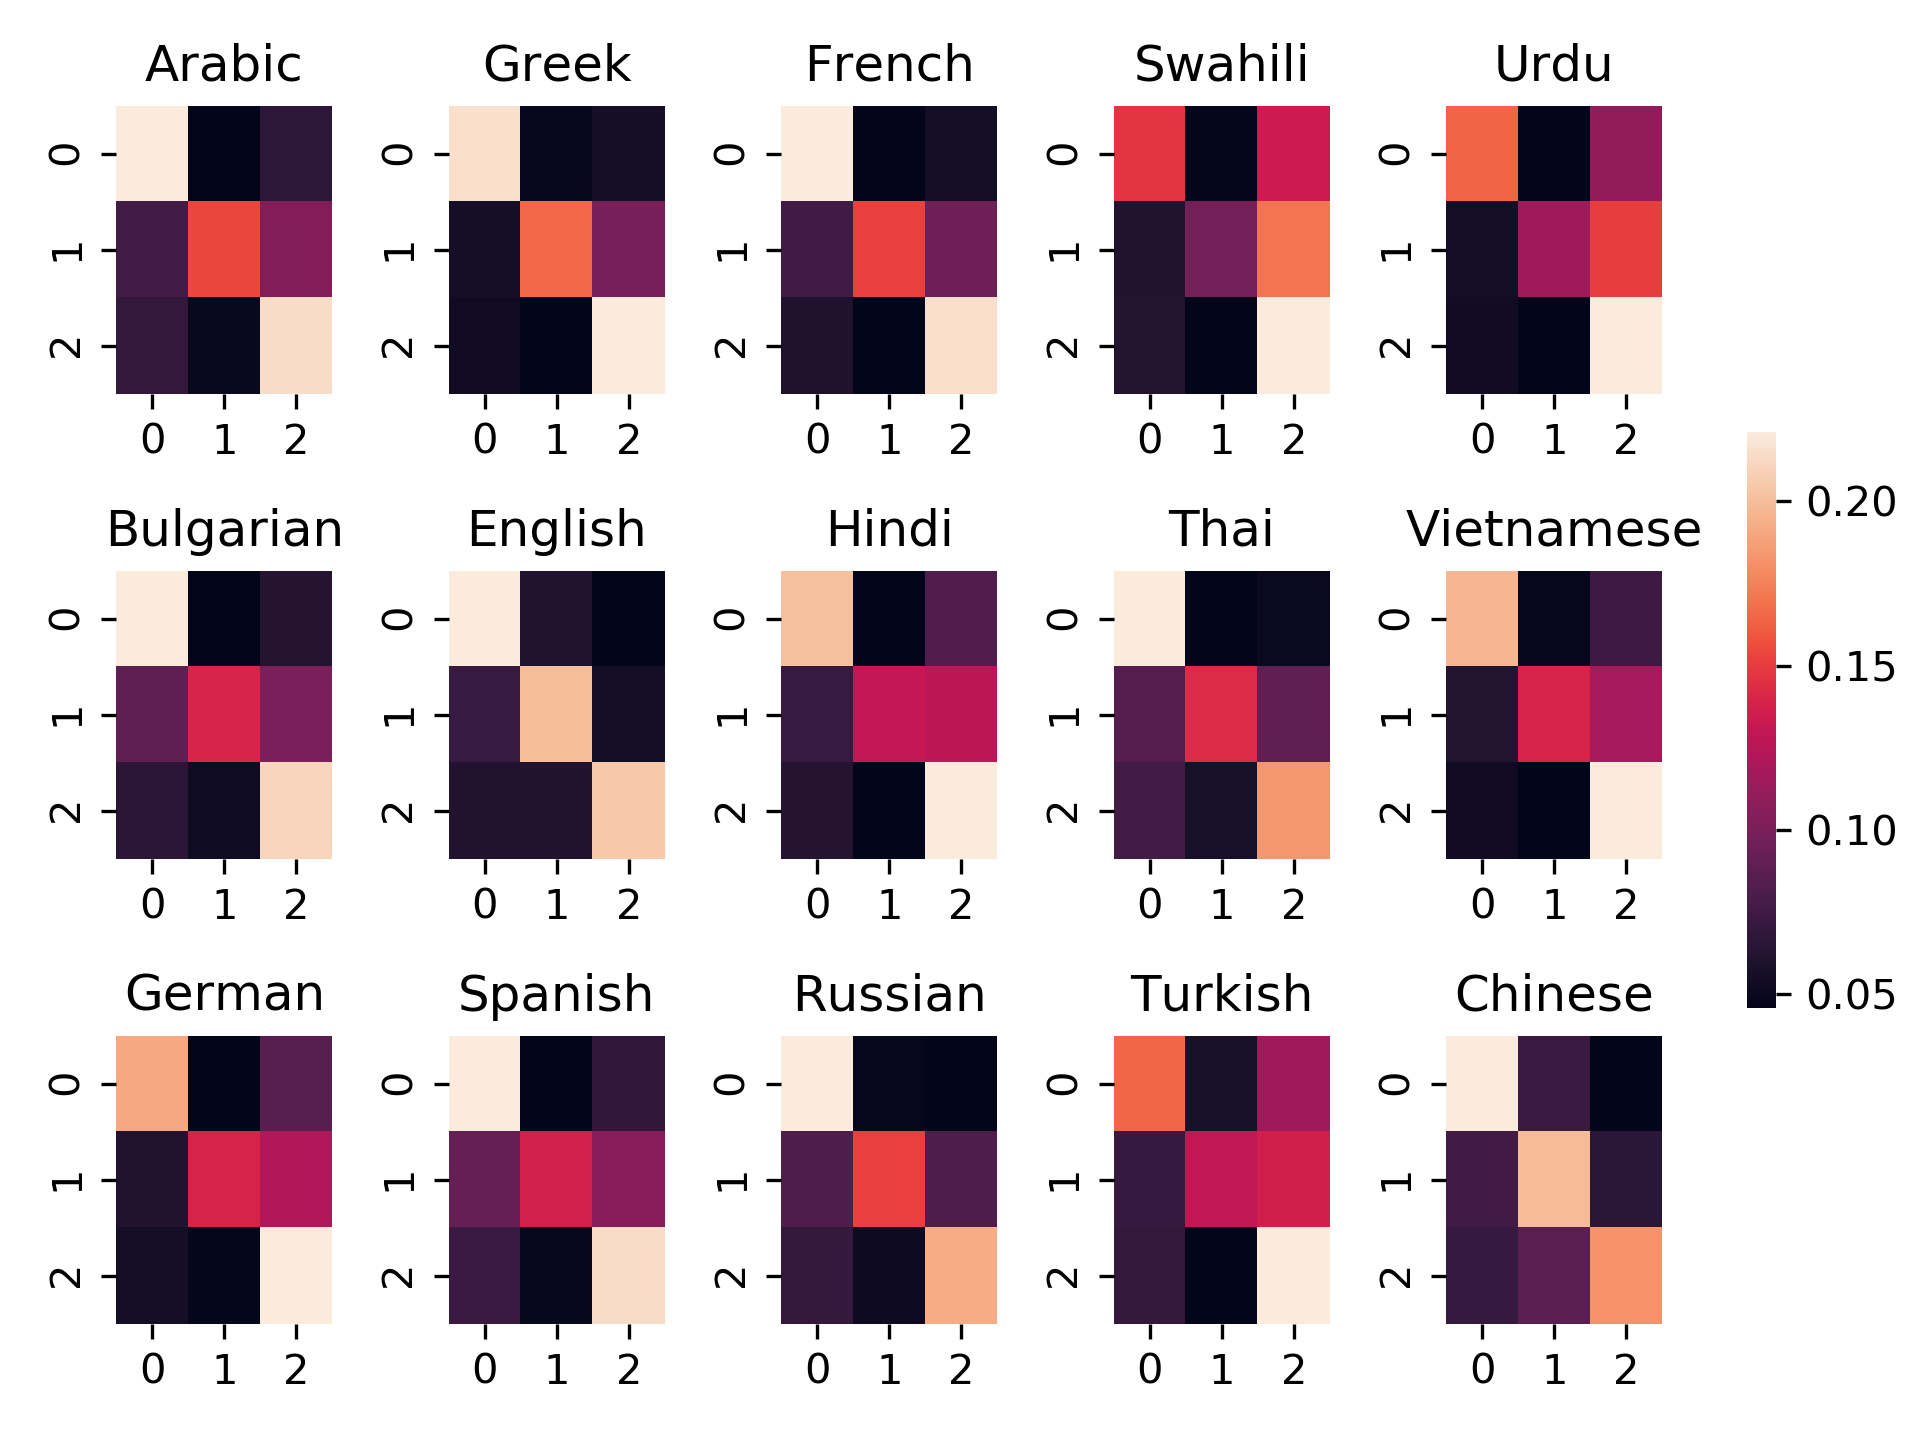 Arabic Greek French Swahili Urdu
0 0 0 0 0
1 1 1 1 1
2 2 2 2 2
0 1 2 0 1 2 0 1 2 0 1 2 0 1 2
Bulgarian English Hindi Thai Vietnamese
0 0 0 0 0
1 1 1 1 1
2 2 2 2 2
0 1 2 0 1 2 0 1 2 0 1 2 0 1 2
German Spanish Russian Turkish Chinese
0 0 0 0 0
1 1 1 1 1
2 2 2 2 2
0 1 2 0 1 2 0 1 2 0 1 2 0 1 2
0.20
0.15
0.10
0.05